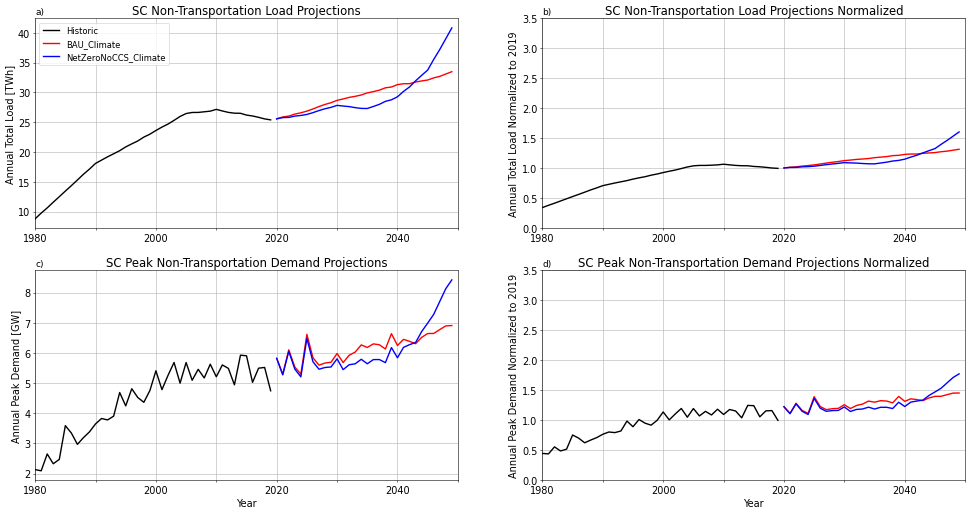 a)
SC Non-Transportation Load Projections
Historic
BAU_Climate
NetZeroNoCCS_Climate
Annual Total Load [TWh]
40
35
30
25
20
15
10
1980
2000
2020
2040
b)
SC Non-Transportation Load Projections Normalized
Annual Total Load Normalized to 2019
3.5
3.0
2.5
2.0
1.5
1.0
0.5
0.0
1980
2000
2020
2040
c)
SC Peak Non-Transportation Demand Projections
Annual Peak Demand [GW]
8
7
6
5
4
3
2
1980
2000
2020
2040
Year
d)
SC Peak Non-Transportation Demand Projections Normalized
Annual Peak Demand Normalized to 2019
3.5
3.0
2.5
2.0
1.5
1.0
0.5
0.0
1980
2000
2020
2040
Year